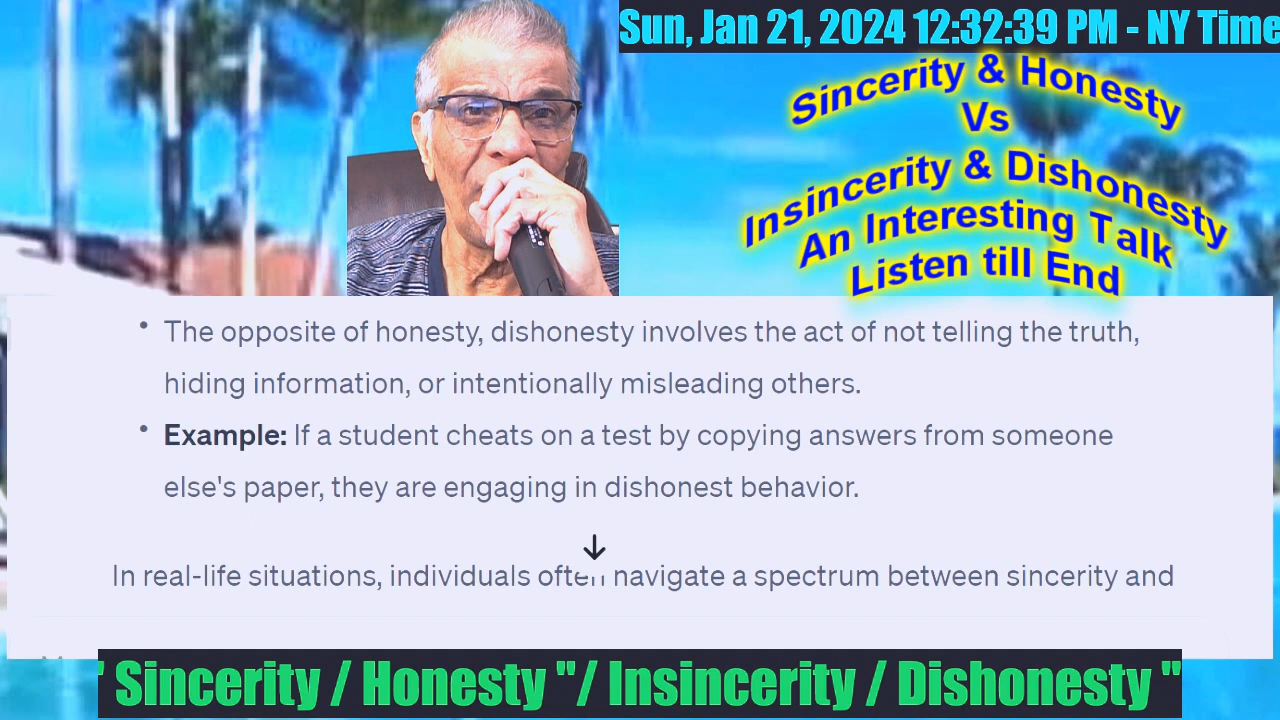 Sun, Jan 21, 2024 12:32:39 PM - NY Time
Sincerity & Honesty
Vs
Insincerity & Dishonesty
An Interesting Talk
Listen till End
• The opposite of honesty, dishonesty involves the act of not telling the truth,
hiding information, or intentionally misleading others.
• Example: If a student cheats on a test by copying answers from someone
else's paper, they are engaging in dishonest behavior.
In real-life situations, individuals often navigate a spectrum between sincerity and
" Sincerity / Honesty "/ Insincerity / Dishonesty "